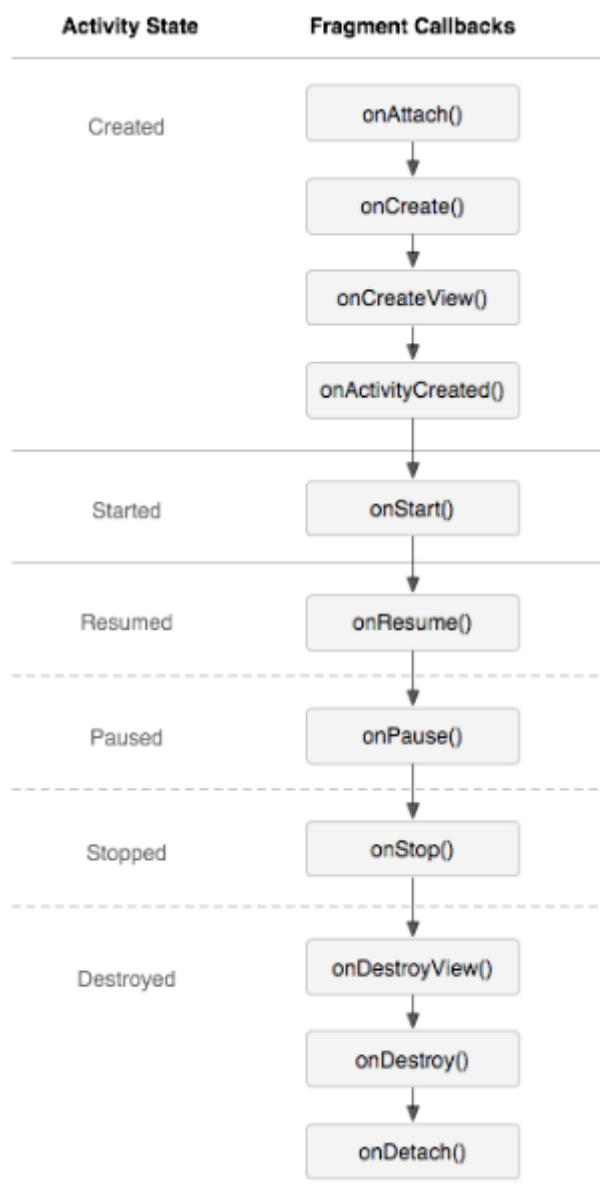 Activity State Fragment Callbacks
Created onAttach()
onCreate()
onCreateView()
onActivityCreated()
Started onStart()
Resumed onResume()
Paused onPause()
Stopped onStop()
Destroyed onDestroyView()
onDestroy()
onDetach()